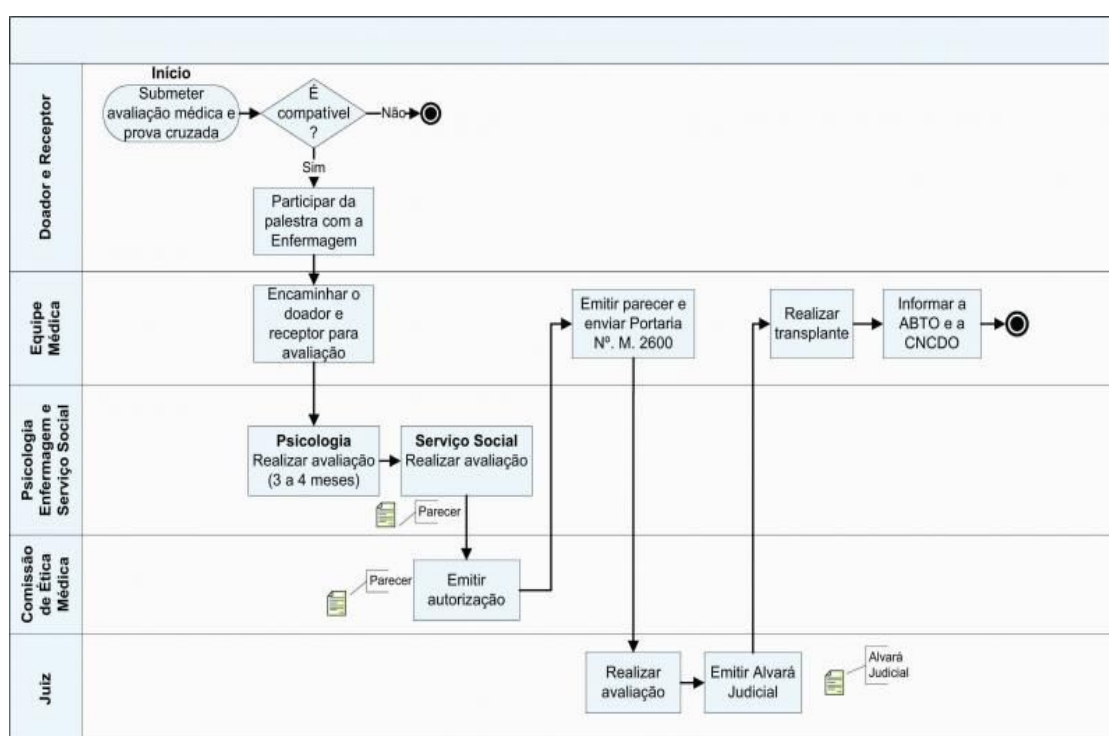 Doador e Receptor
Início
Submeter
avaliação médica e
prova cruzada
É
compatível
?
Não
Sim
Participar da
palestra com a
Enfermagem
Equipe
Médica
Encaminhar o
doador e
receptor para
avaliação
Emitir parecer e
enviar Portaria
Nº. M. 2600
Realizar
transplante
Informar a
ABTO e a
CNCDO
Psicologia
Enfermagem e
Serviço Social
Psicologia
Realizar avaliação
(3 a 4 meses)
Serviço Social
Realizar avaliação
Parecer
Comissão
de Ética
Médica
Parecer
Emitir
autorização
Juiz
Realizar
avaliação
Emitir Alvará
Judicial
Alvará
Judicial